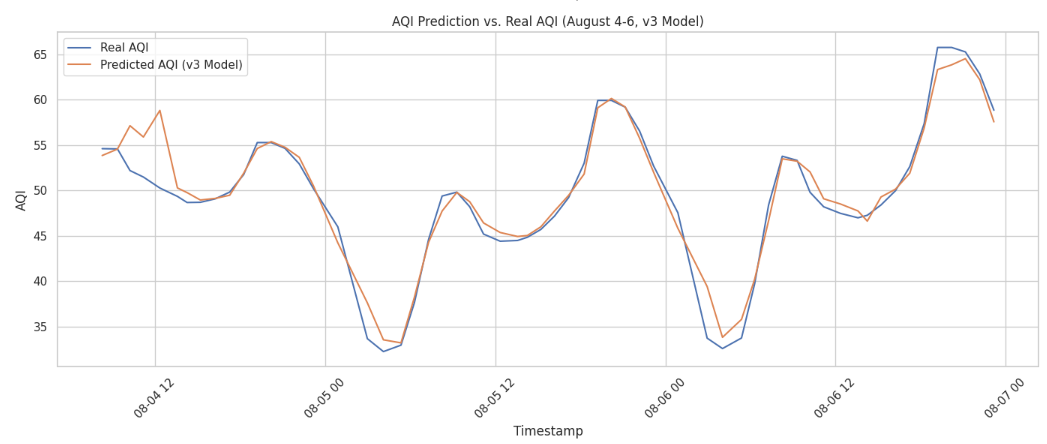 AQI Prediction vs. Real AQI (August 4-6, v3 Model)
Real AQI
Predicted AQI (v3 Model)
65
60
55
50
45
40
35
AQI
08-04 12
08-05 00
08-05 12
08-06 00
08-06 12
08-07 00
Timestamp